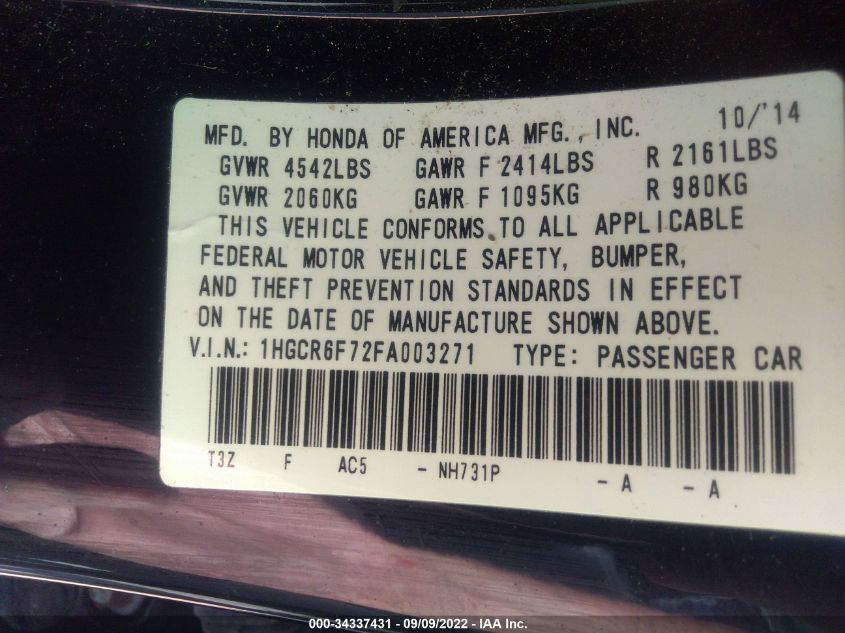 MFD. BY HONDA OF AMERICA MFG., INC. 10/'14
GVWR 4542LBS GAWR F 2414LBS R 2161LBS
GVWR 2060KG GAWR F 1095KG R 980KG
THIS VEHICLE CONFORMS TO ALL APPLICABLE
FEDERAL MOTOR VEHICLE SAFETY, BUMPER,
AND THEFT PREVENTION STANDARDS IN EFFECT
ON THE DATE OF MANUFACTURE SHOWN ABOVE.
V.I.N.: 1HGCR6F72FA003271 TYPE: PASSENGER CAR
T3Z F AC5 - NH731P - A - A
000-34337431 - 09/09/2022 - IAA Inc.